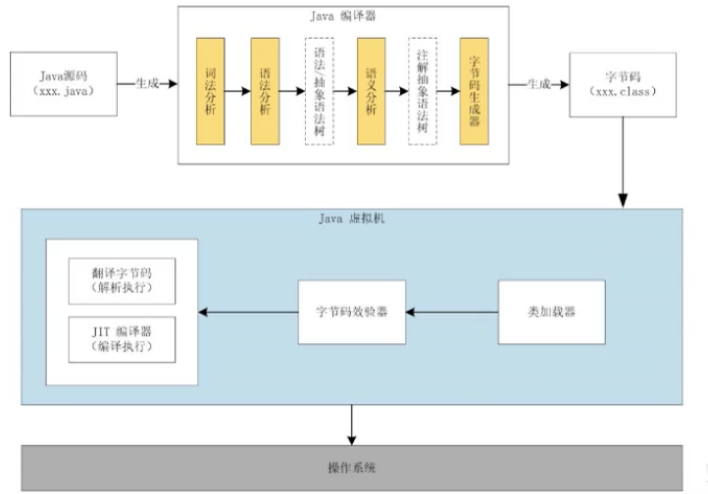 Java 编译器
Java源码
（xxx.java）
生成
词法分析
语法分析
语法/抽象语法树
语义分析
注解抽象语法树
字节码生成器
生成
字节码
（xxx.class）
Java 虚拟机
翻译字节码
（解析执行）
JIT 编译器
（编译执行）
字节码效验器
类加载器
操作系统